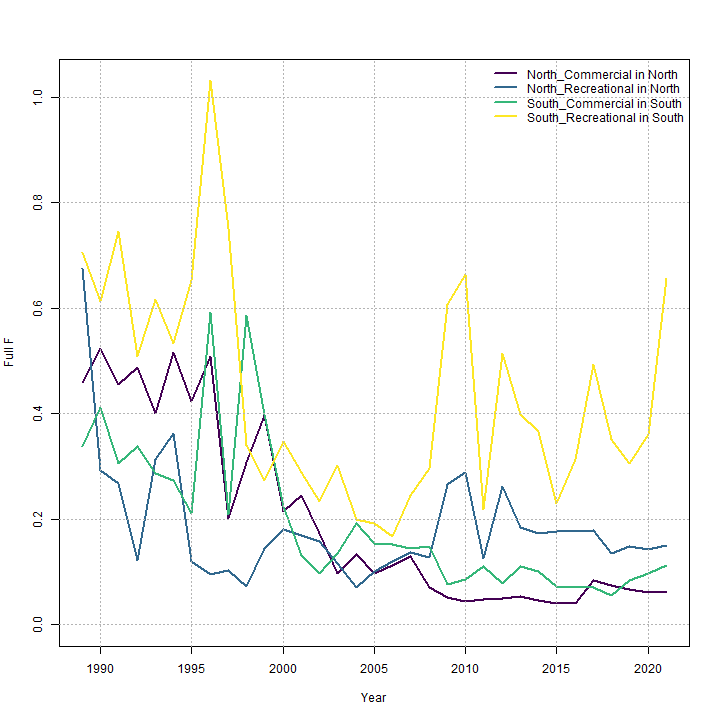 North_Commercial in North
North_Recreational in North
South_Commercial in South
South_Recreational in South
Full F
0.0
0.2
0.4
0.6
0.8
1.0
1990
1995
2000
2005
2010
2015
2020
Year